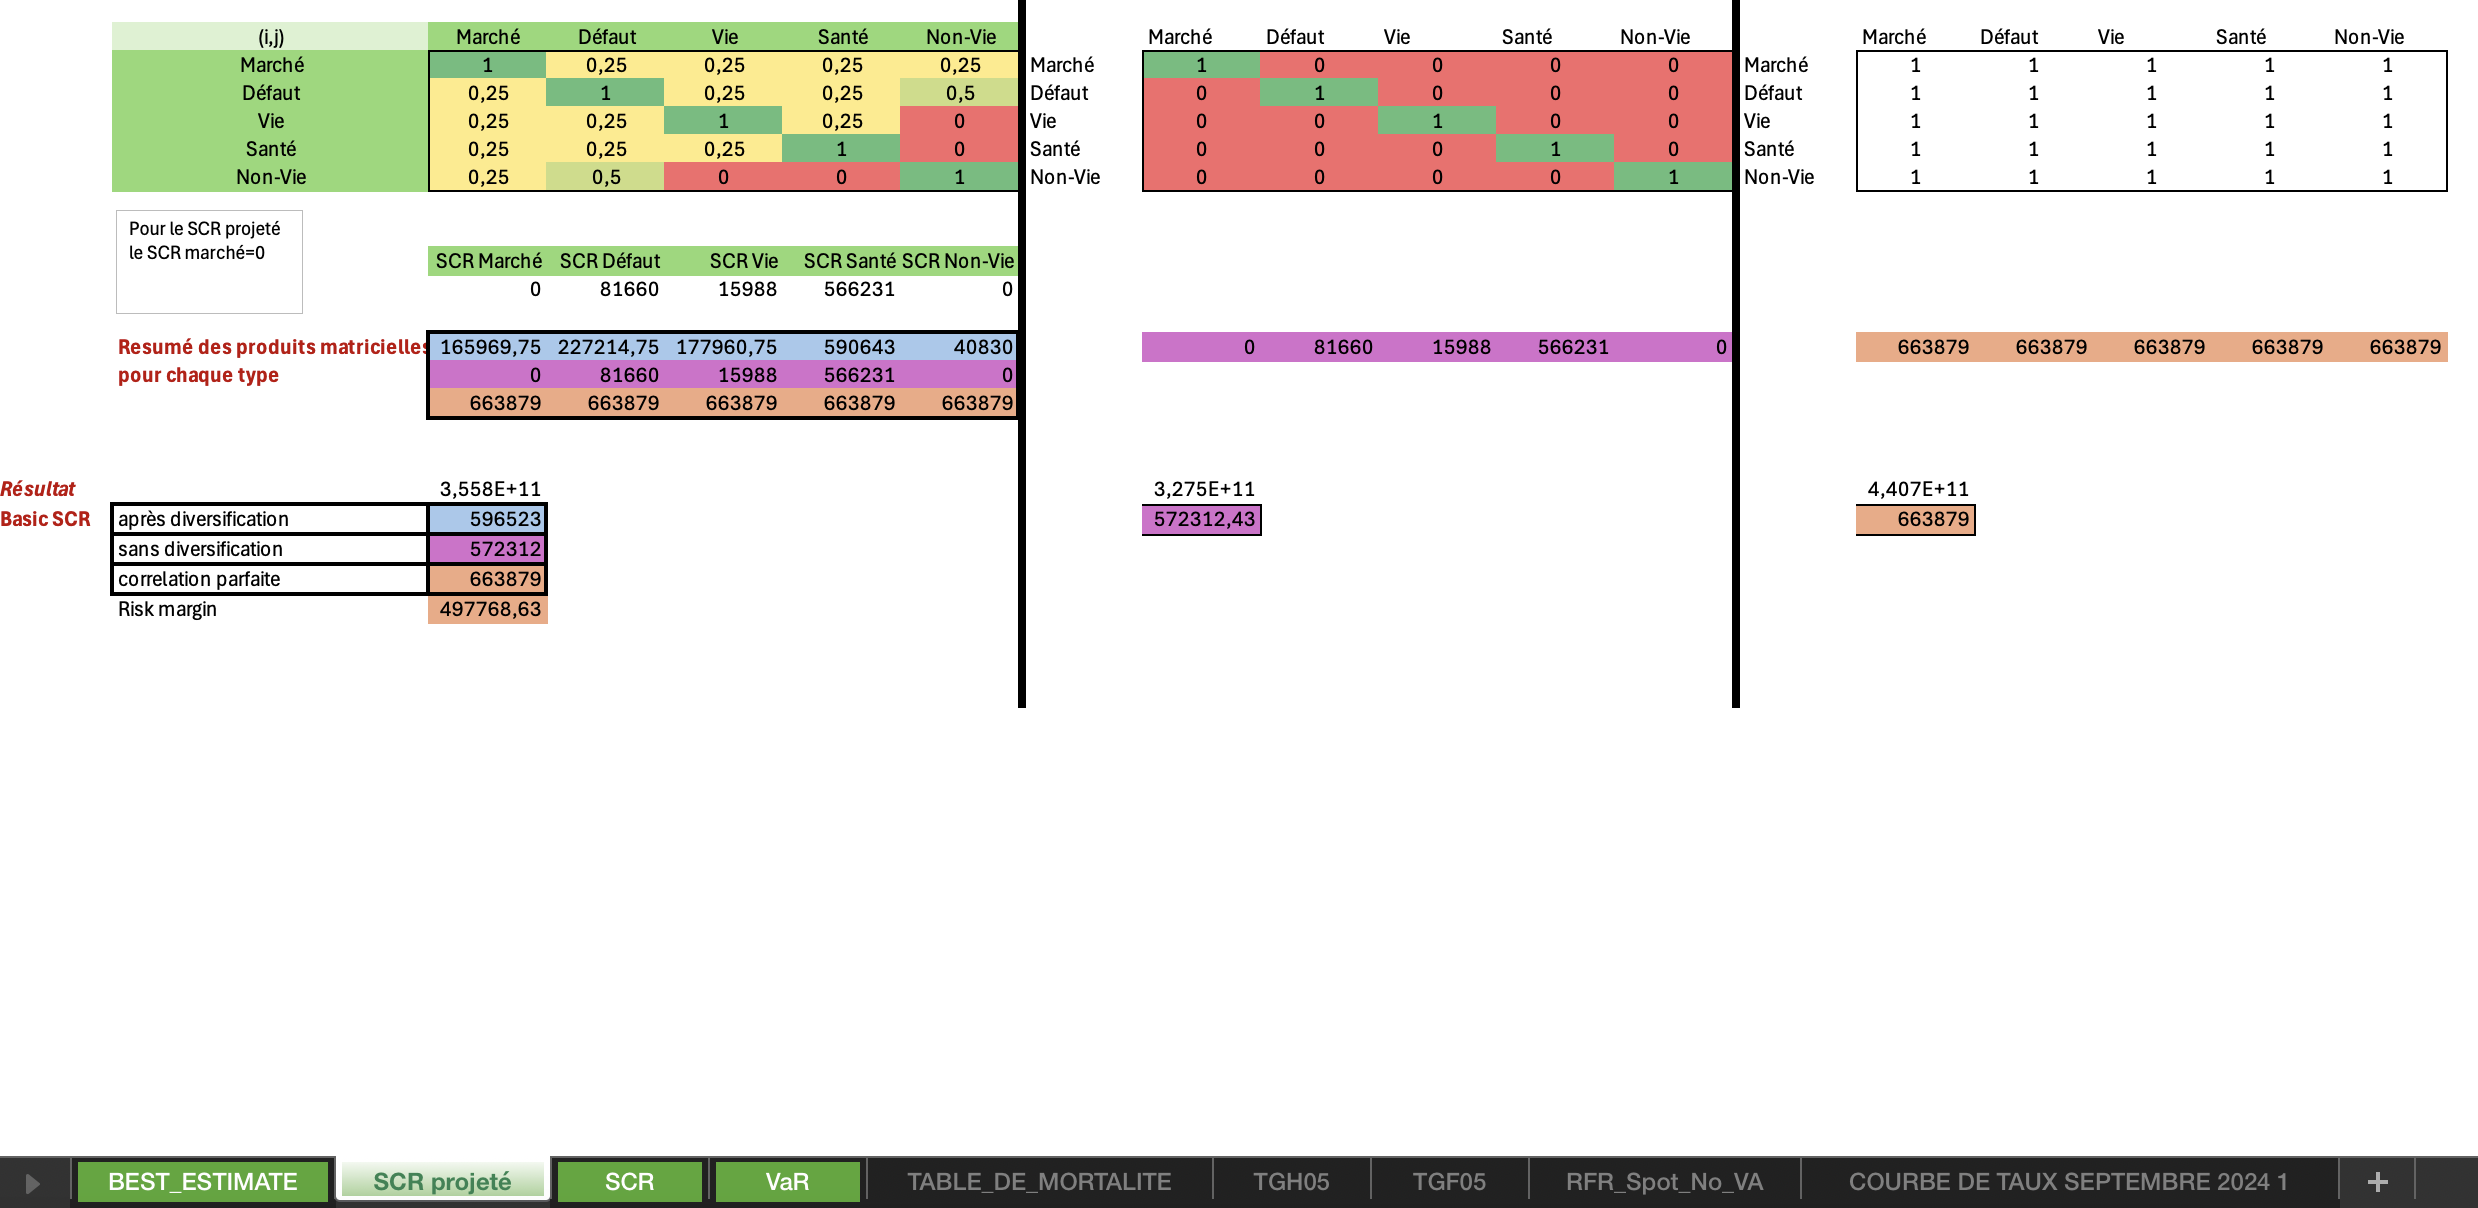 (i,j) Marché Défaut Vie Santé Non-Vie Marché Défaut Vie Santé Non-Vie Marché Défaut Vie Santé Non-Vie
Marché 1 0,25 0,25 0,25 0,25 Marché 1 0 0 0 0 Marché 1 1 1 1 1
Défaut 0,25 1 0,25 0,25 0,5 Défaut 0 1 0 0 0 Défaut 1 1 1 1 1
Vie 0,25 0,25 1 0,25 0 Vie 0 0 1 0 0 Vie 1 1 1 1 1
Santé 0,25 0,25 0,25 1 0 Santé 0 0 0 1 0 Santé 1 1 1 1 1
Non-Vie 0,25 0,5 0 0 1 Non-Vie 0 0 0 0 1 Non-Vie 1 1 1 1 1
Pour le SCR projeté
le SCR marché=0
SCR Marché SCR Défaut SCR Vie SCR Santé SCR Non-Vie
0 81660 15988 566231 0
Resumé des produits matricielles 165969,75 227214,75 177960,75 590643 40830 0 81660 15988 566231 0 663879 663879 663879 663879 663879
pour chaque type 0 81660 15988 566231 0
663879 663879 663879 663879 663879
Résultat 3,558E+11 3,275E+11 4,407E+11
Basic SCR après diversification 596523 572312,43 663879
sans diversification 572312
correlation parfaite 663879
Risk margin 497768,63
BEST_ESTIMATE SCR projeté SCR VaR TABLE_DE_MORTALITE TGH05 TGF05 RFR_Spot_No_VA COURBE DE TAUX SEPTEMBRE 2024 1 +